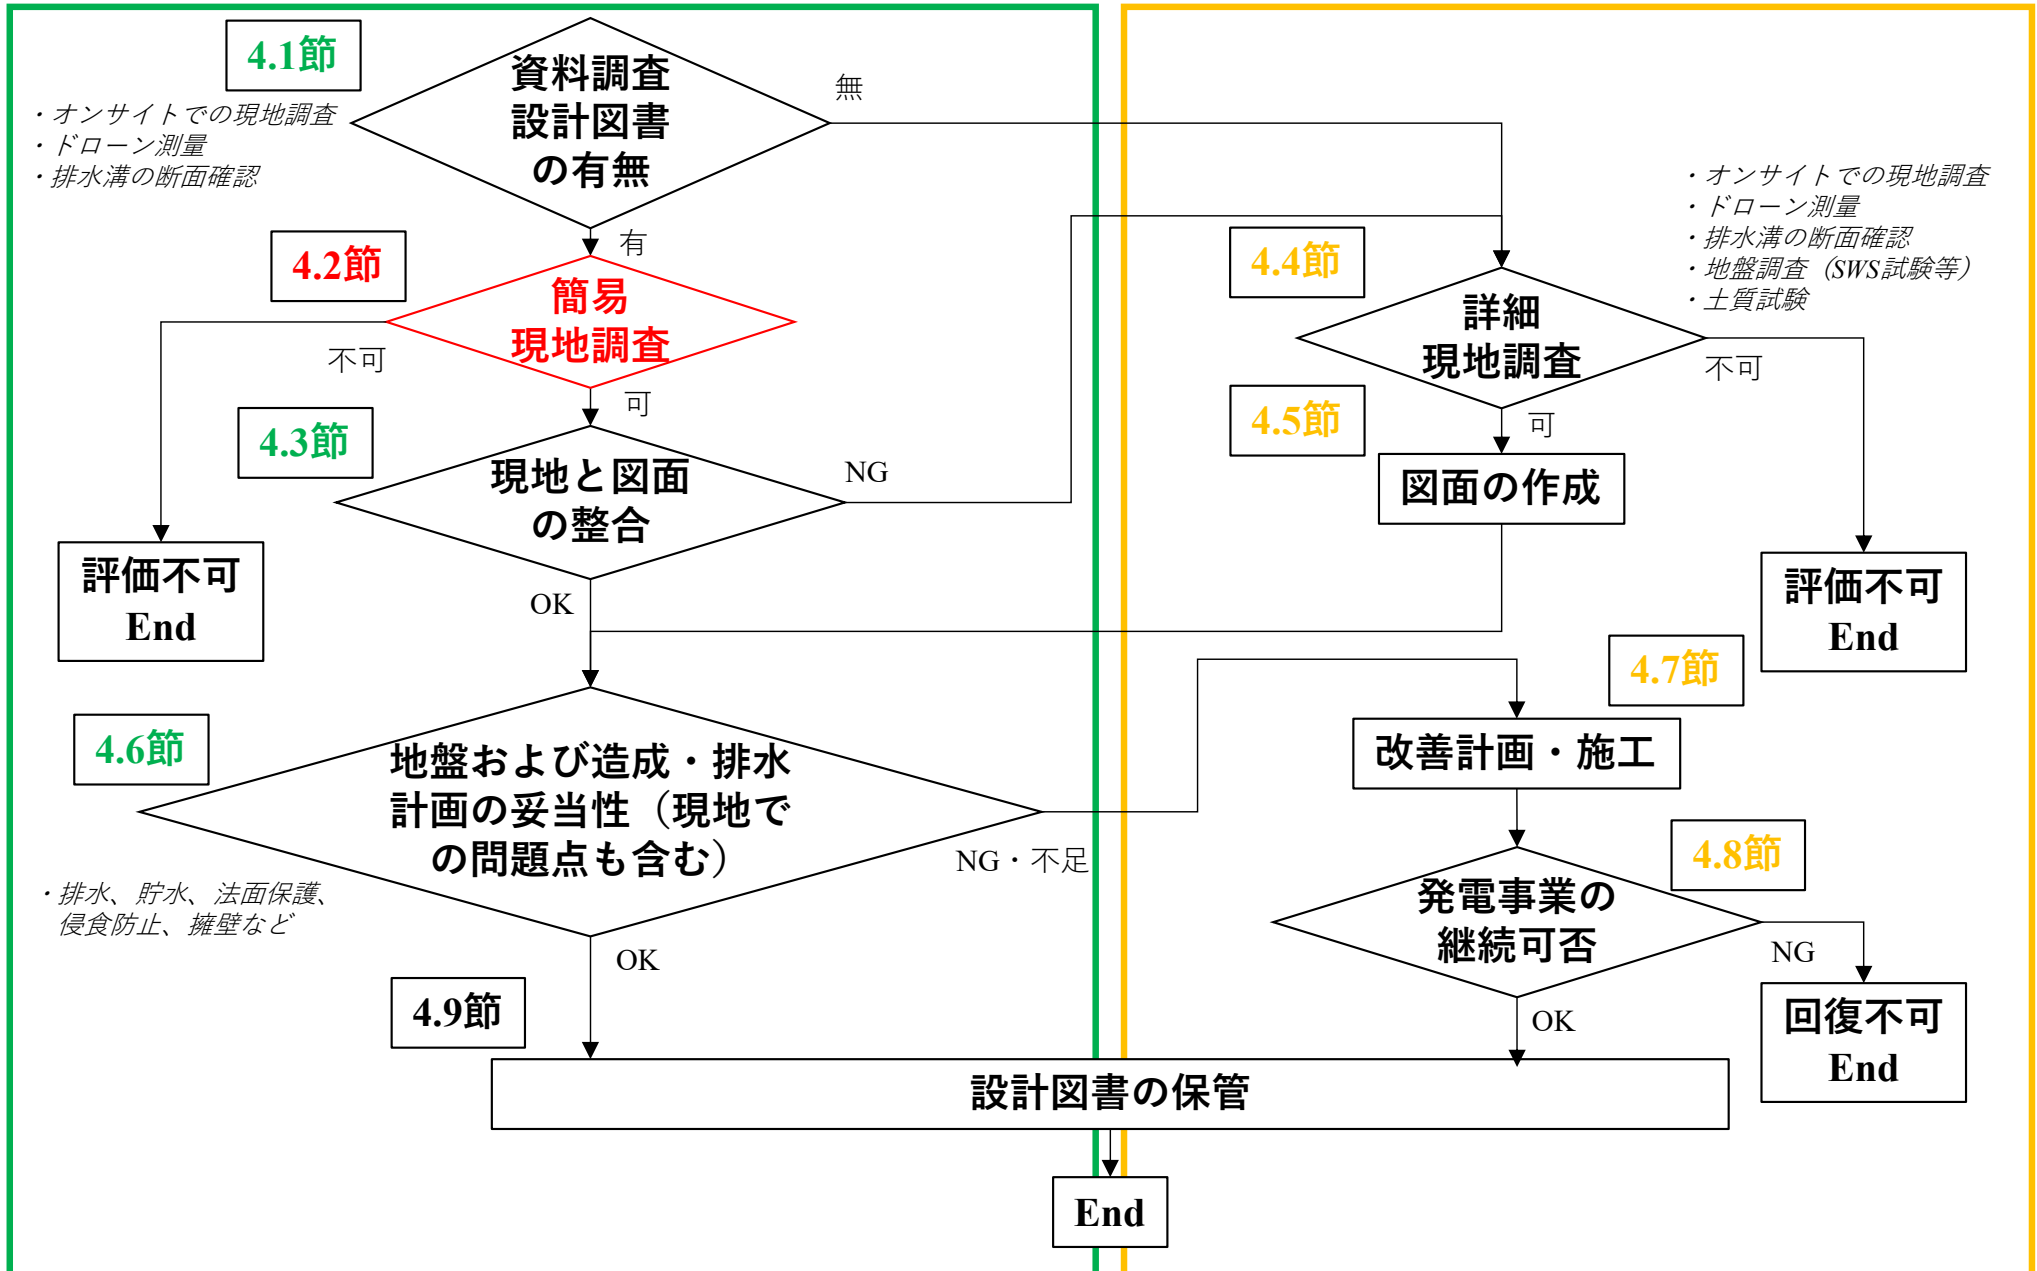 4.1節
資料調査
設計図書
の有無
無
・オンサイトでの現地調査
・ドローン測量
・排水溝の断面確認
有
4.2節
簡易
現地調査
不可
可
4.3節
現地と図面
の整合
NG
OK
評価不可
End
・オンサイトでの現地調査
・ドローン測量
・排水溝の断面確認
・地盤調査（SWS試験等）
・土質試験
4.4節
詳細
現地調査
不可
可
4.5節
図面の作成
評価不可
End
4.6節
地盤および造成・排水
計画の妥当性（現地で
の問題点も含む）
NG・不足
・排水、貯水、法面保護、
侵食防止、擁壁など
OK
4.7節
改善計画・施工
4.8節
発電事業の
継続可否
NG
OK
回復不可
End
4.9節
設計図書の保管
End